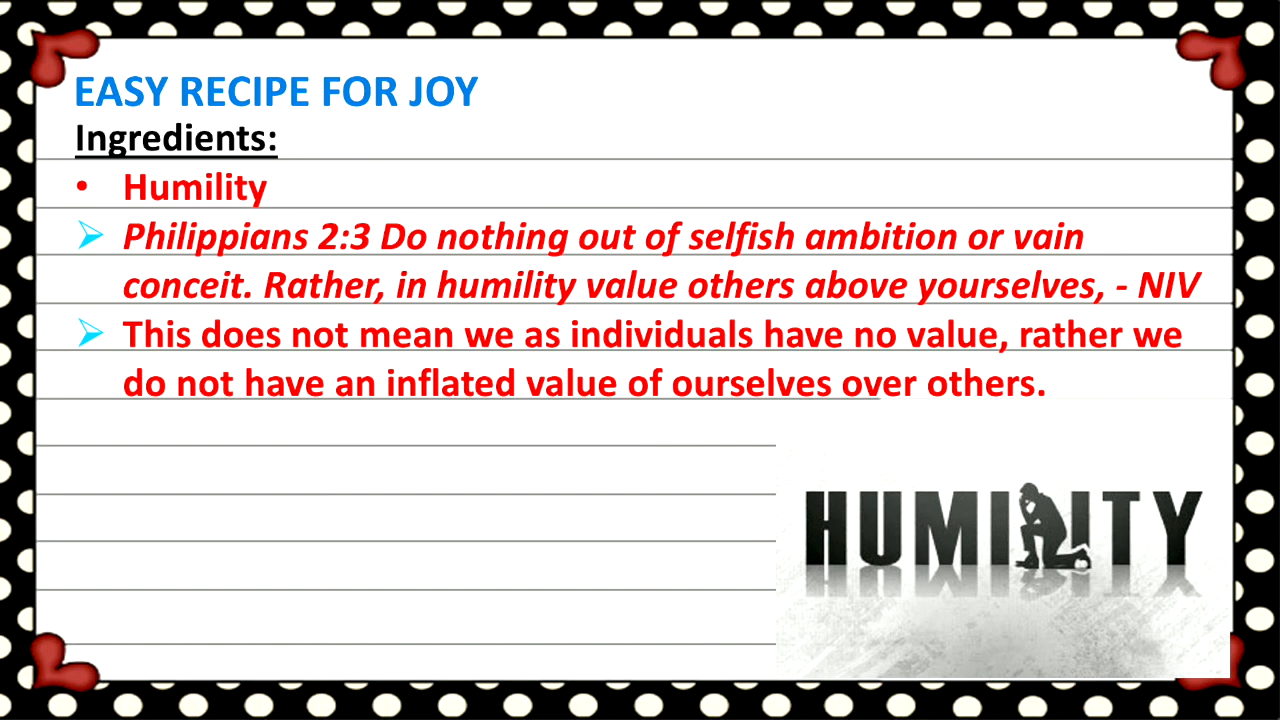 EASY RECIPE FOR JOY
Ingredients:
• Humility
➢ Philippians 2:3 Do nothing out of selfish ambition or vain
conceit. Rather, in humility value others above yourselves, - NIV
➢ This does not mean we as individuals have no value, rather we
do not have an inflated value of ourselves over others.
HUMILITY